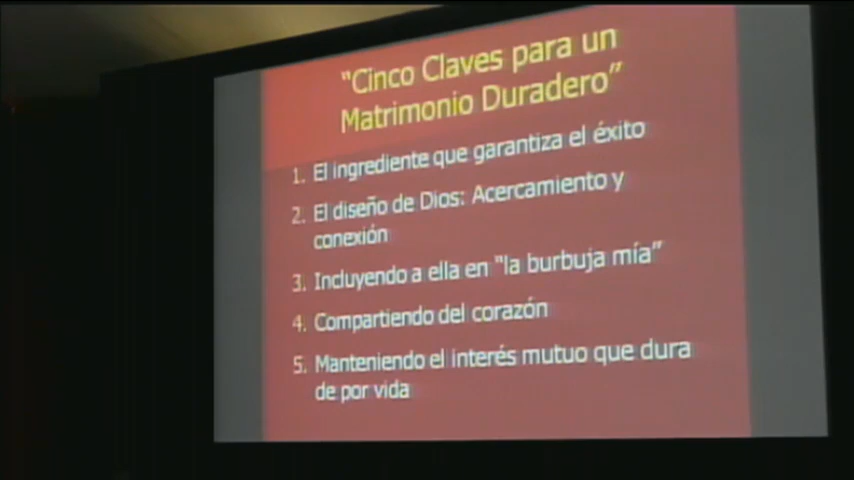 “Cinco Claves para un
Matrimonio Duradero”
1. El ingrediente que garantiza el éxito
2. El diseño de Dios: Acercamiento y
conexión
3. Incluyendo a ella en “la burbuja mía”
4. Compartiendo del corazón
5. Manteniendo el interés mutuo que dura
de por vida